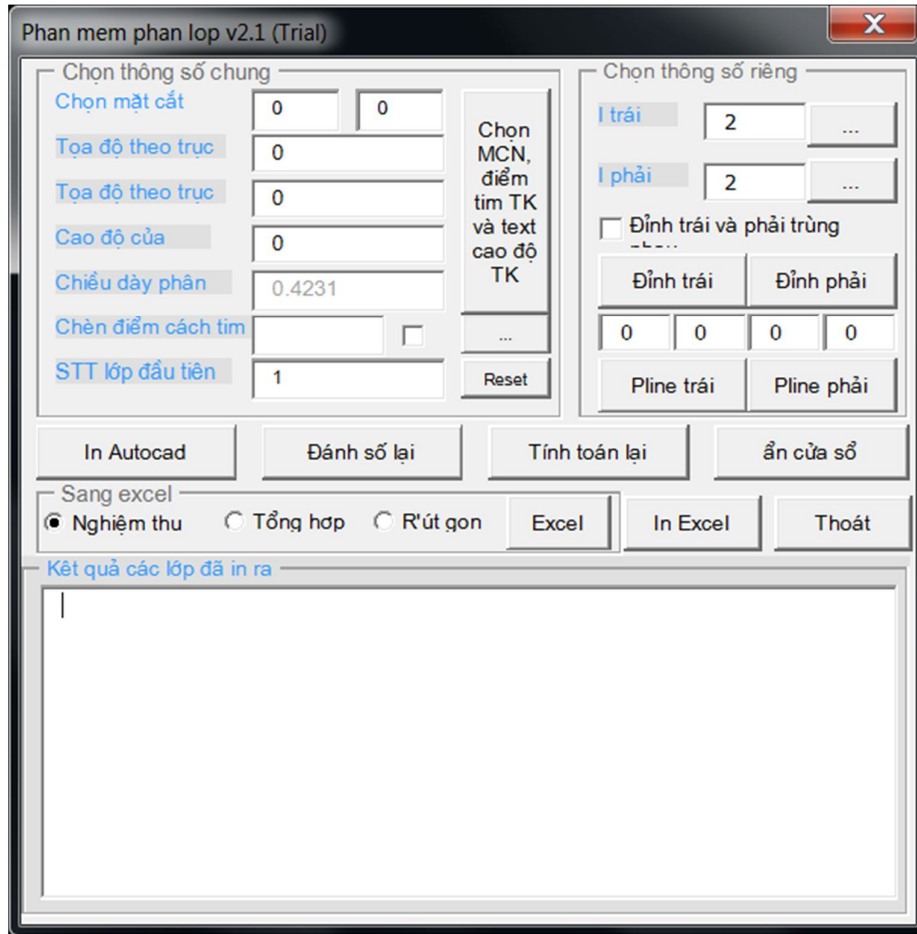 Phan mem phan lop v2.1 (Trial)
Chọn thông số chung
Chọn mặt cắt 0 0
Tọa độ theo trục 0
Tọa độ theo trục 0
Cao độ của 0
Chiều dày phân 0.4231
Chèn điểm cách tim
STT lớp đầu tiên 1
Chọn
MCN,
điểm
tim TK
và text
cao độ
TK
...
Reset
Chọn thông số riêng
I trái 2 ...
I phải 2 ...
Đỉnh trái và phải trùng
Đỉnh trái Đỉnh phải
0 0 0 0
Pline trái Pline phải
In Autocad Đánh số lại Tính toán lại ẩn cửa sổ
Sang excel
Nghiệm thu Tổng hợp R'út gọn Excel In Excel Thoát
Kêt quả các lớp đã in ra